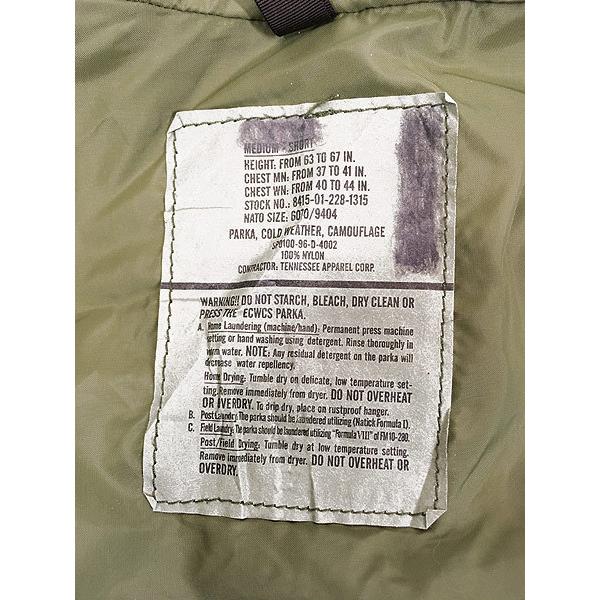 MEDIUM - SHORT
HEIGHT: FROM 63 TO 67 IN.
CHEST MN: FROM 37 TO 41 IN.
CHEST WN: FROM 40 TO 44 IN.
STOCK NO.: 8415-01-228-1315
NATO SIZE: 6070/9404
PARKA, COLD WEATHER, CAMOUFLAGE
SP0100-96-D-4002
100% NYLON
CONTRACTOR: TENNESSEE APPAREL CORP.
WARNING!! DO NOT STARCH, BLEACH, DRY CLEAN OR
PRESS THE ECWCS PARKA.
A. Home Laundering (machine/hand): Permanent press machine
setting or hand washing using detergent. Rinse thoroughly in
warm water. NOTE: Any residual detergent on the parka will
decrease water repellency.
Home Drying: Tumble dry on delicate, low temperature set-
ting. Remove immediately from dryer. DO NOT OVERHEAT
OR OVERDRY. To drip dry, place on rustproof hanger.
B. Post Laundry: The parka should be laundered utilizing (Natick Formula I).
C. Field Laundry: The parka should be laundered utilizing "Formula VIII" of FM 10-280.
Post/Field Drying: Tumble dry at low temperature setting.
Remove immediately from dryer. DO NOT OVERHEAT OR
OVERDRY.